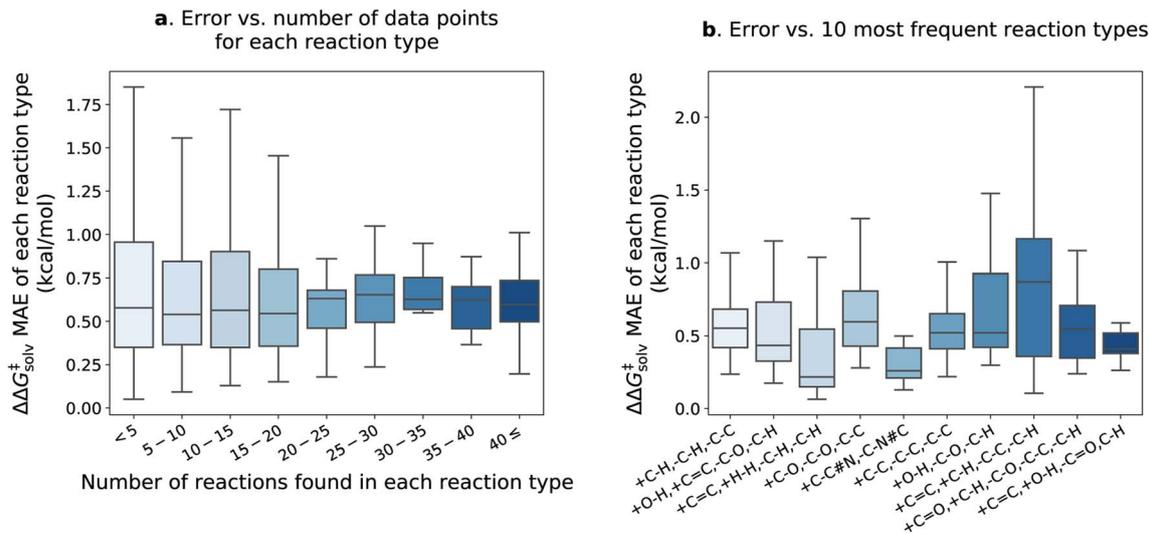 a. Error vs. number of data points
for each reaction type
ΔΔG‡solv MAE of each reaction type
(kcal/mol)
1.75
1.50
1.25
1.00
0.75
0.50
0.25
0.00
< 5
5 − 10
10 − 15
15 − 20
20 − 25
25 − 30
30 − 35
35 − 40
40 ≤
Number of reactions found in each reaction type
b. Error vs. 10 most frequent reaction types
ΔΔG‡solv MAE of each reaction type
(kcal/mol)
2.0
1.5
1.0
0.5
0.0
+C-H,-C-H,-C-C
+O-H,+C=C,-C-O,-C-H
+C=C,+H-H,-C-H,-C-H
+C-O,-C-O,-C-C
+C-C#N,-C-N#C
+C-C,-C-C,-C-C
+O-H,-C-O,-C-H
+C=C,+C-H,-C-C,-C-H
+C=O,+C-H,-C-O,-C-C,-C-H
+C=C,+O-H,-C=O,C-H